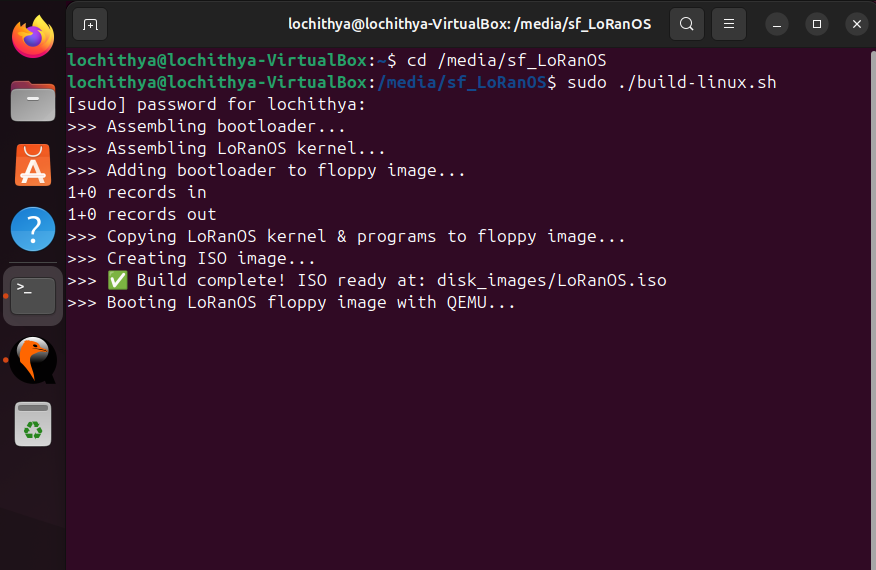 lochithya@lochithya-VirtualBox: /media/sf_LoRanOS
lochithya@lochithya-VirtualBox:~$ cd /media/sf_LoRanOS
lochithya@lochithya-VirtualBox:/media/sf_LoRanOS$ sudo ./build-linux.sh
[sudo] password for lochithya:
>>> Assembling bootloader...
>>> Assembling LoRanOS kernel...
>>> Adding bootloader to floppy image...
1+0 records in
1+0 records out
>>> Copying LoRanOS kernel & programs to floppy image...
>>> Creating ISO image...
>>> ✅ Build complete! ISO ready at: disk_images/LoRanOS.iso
>>> Booting LoRanOS floppy image with QEMU...